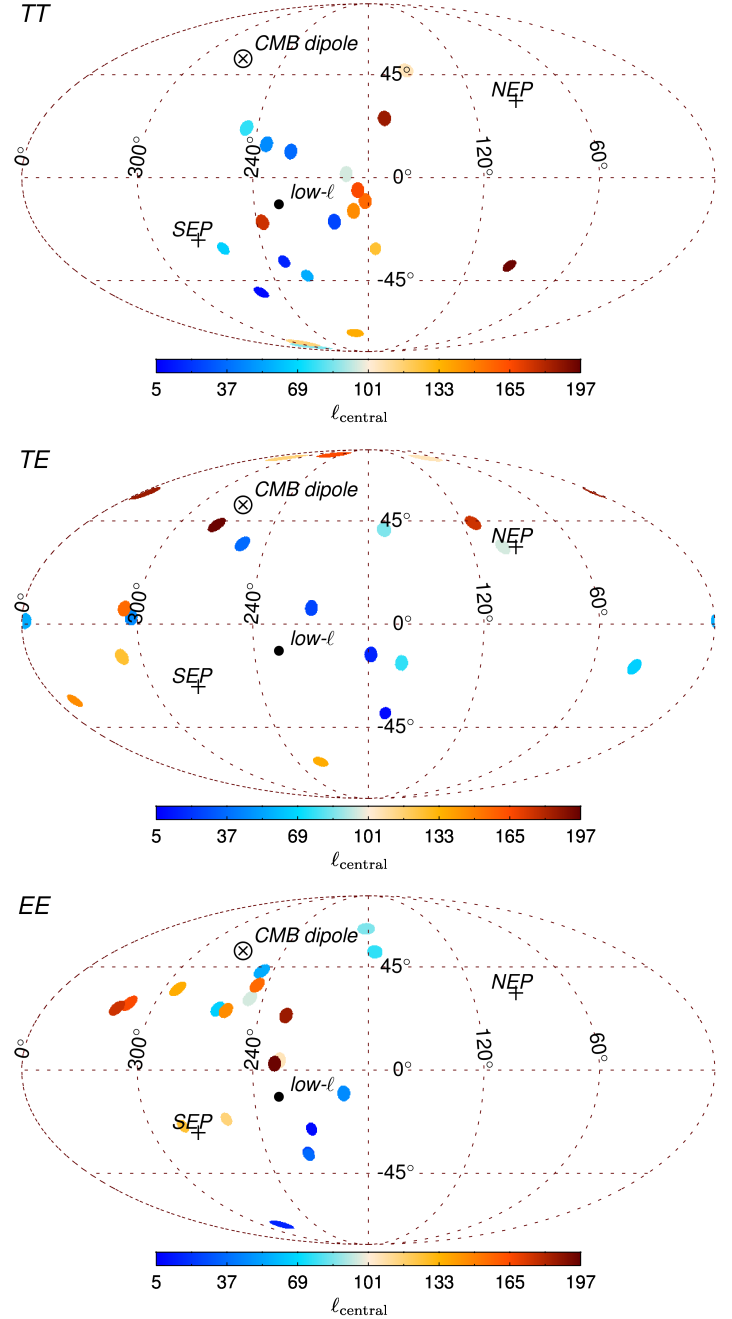 TT
CMB dipole
45°
NEP
0° 300° 240° 0° 120° 60°
low-ℓ
SEP
-45°
5 37 69 101 133 165 197
ℓcentral
TE
CMB dipole
45°
NEP
0° 300° 240° 0° 120° 60°
low-ℓ
SEP
-45°
5 37 69 101 133 165 197
ℓcentral
EE
CMB dipole
45°
NEP
0° 300° 240° 0° 120° 60°
low-ℓ
SEP
-45°
5 37 69 101 133 165 197
ℓcentral